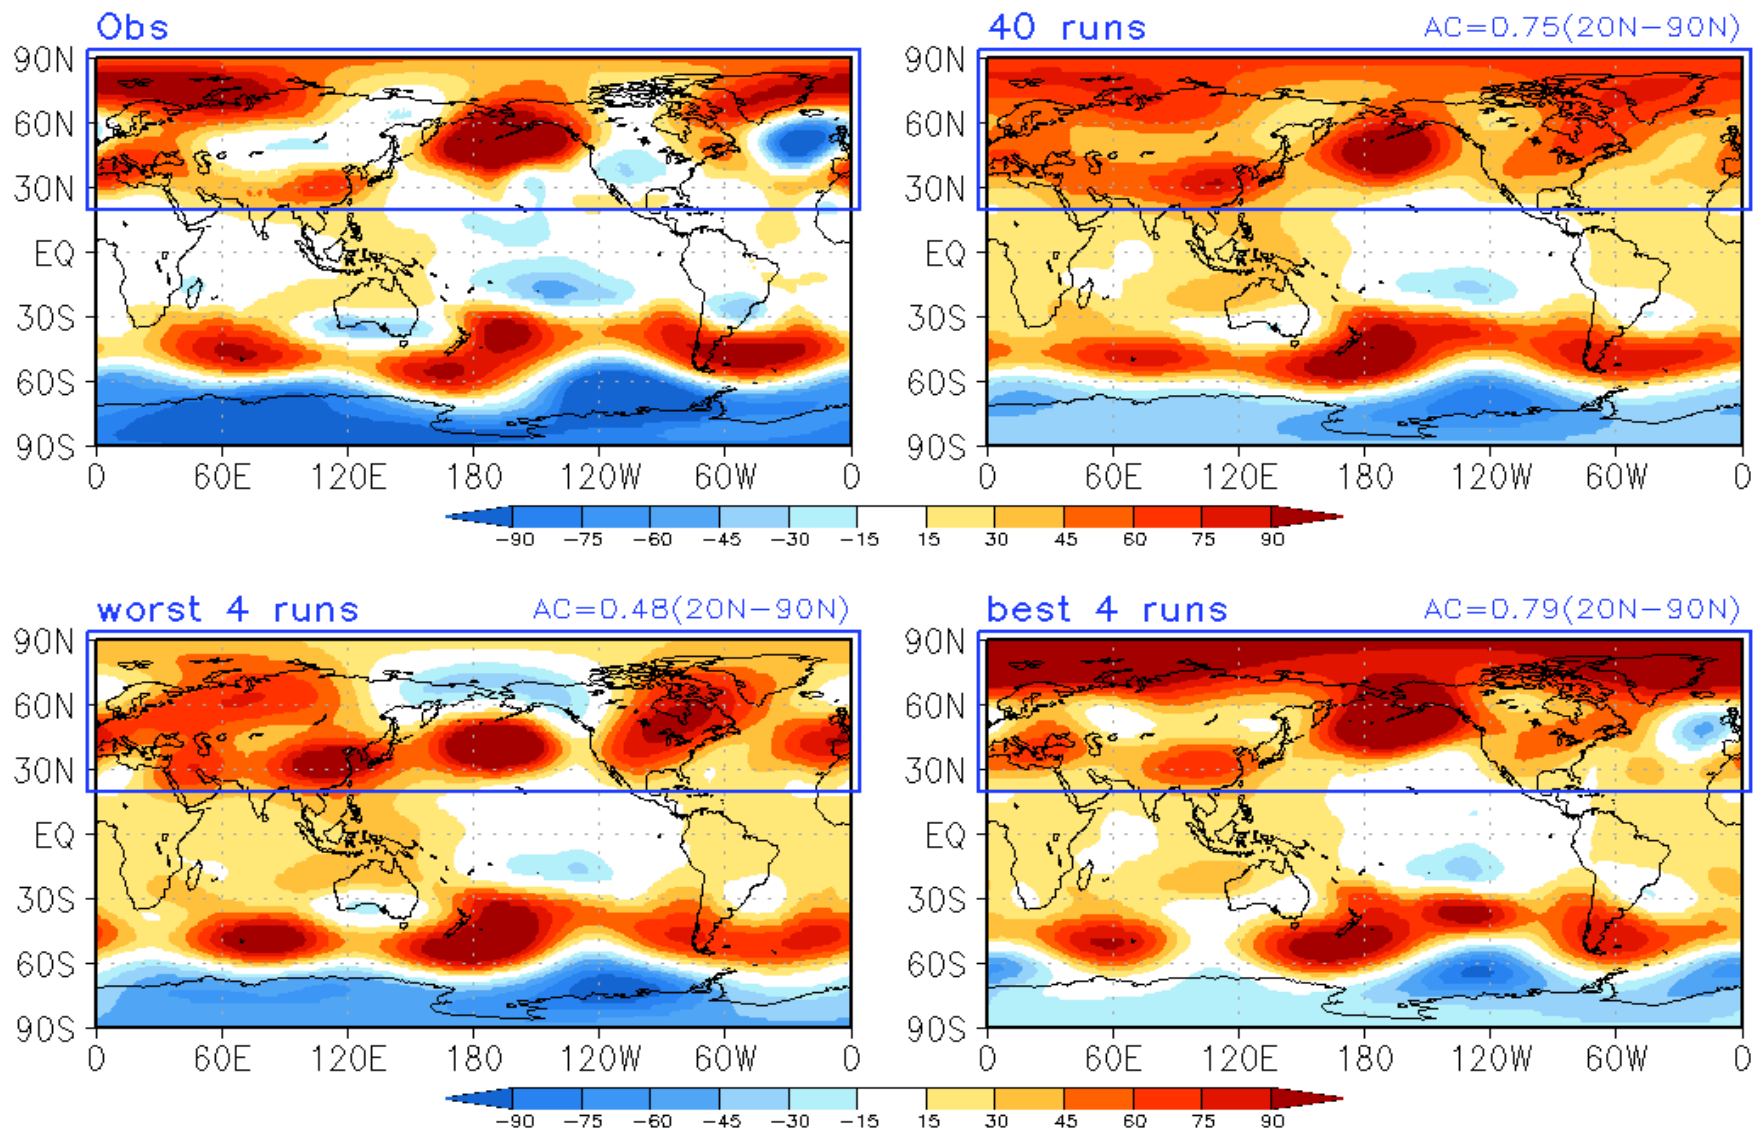 Obs
40 runs AC=0.75(20N−90N)
90N
60N
30N
EQ
30S
60S
90S
0 60E 120E 180 120W 60W 0
90N
60N
30N
EQ
30S
60S
90S
0 60E 120E 180 120W 60W 0
−90 −75 −60 −45 −30 −15 15 30 45 60 75 90
worst 4 runs AC=0.48(20N−90N)
best 4 runs AC=0.79(20N−90N)
90N
60N
30N
EQ
30S
60S
90S
0 60E 120E 180 120W 60W 0
90N
60N
30N
EQ
30S
60S
90S
0 60E 120E 180 120W 60W 0
−90 −75 −60 −45 −30 −15 15 30 45 60 75 90